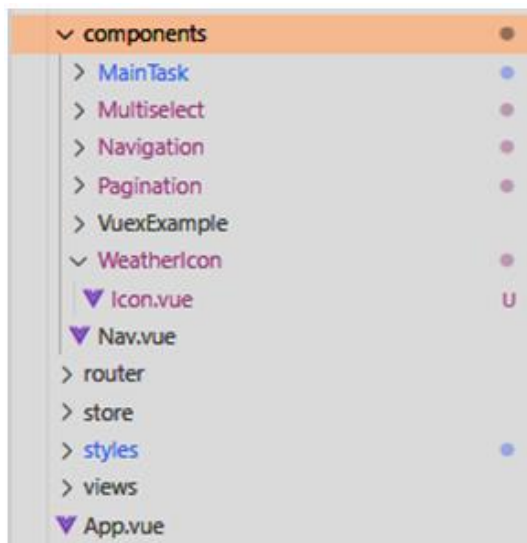 components
MainTask
Multiselect
Navigation
Pagination
VuexExample
WeatherIcon
Icon.vue U
Nav.vue
router
store
styles
views
App.vue